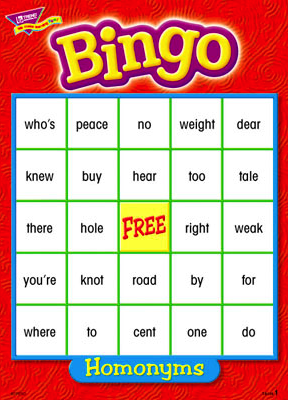 TREND
Bingo
who's peace no weight dear
knew buy hear too tale
there hole FREE right weak
you're knot road by for
where to cent one do
Homonyms